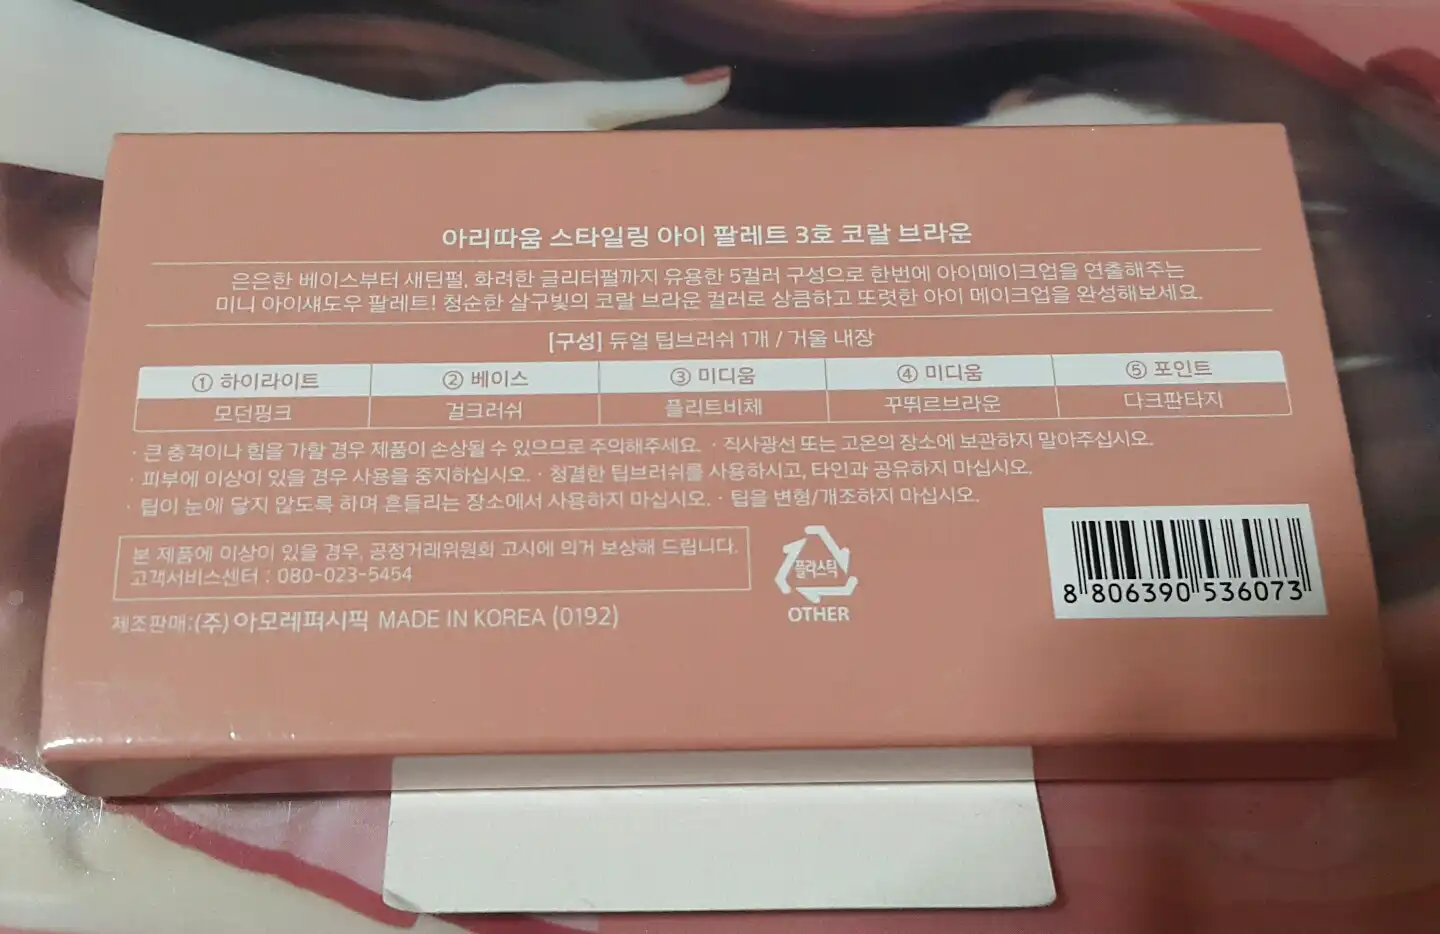 아리따움 스타일링 아이 팔레트 3호 코랄 브라운
은은한 베이스부터 새틴펄, 화려한 글리터펄까지 유용한 5컬러 구성으로 한번에 아이메이크업을 연출해주는
미니 아이섀도우 팔레트! 청순한 살구빛의 코랄 브라운 컬러로 상큼하고 또렷한 아이 메이크업을 완성해보세요.
[구성] 듀얼 팁브러쉬 1개 / 거울 내장
① 하이라이트 ② 베이스 ③ 미디움 ④ 미디움 ⑤ 포인트
모던핑크 걸크러쉬 플리트비체 꾸뛰르브라운 다크판타지
· 큰 충격이나 힘을 가할 경우 제품이 손상될 수 있으므로 주의해주세요. · 직사광선 또는 고온의 장소에 보관하지 말아주십시오.
· 피부에 이상이 있을 경우 사용을 중지하십시오. · 청결한 팁브러쉬를 사용하시고, 타인과 공유하지 마십시오.
· 팁이 눈에 닿지 않도록 하며 흔들리는 장소에서 사용하지 마십시오. · 팁을 변형/개조하지 마십시오.
본 제품에 이상이 있을 경우, 공정거래위원회 고시에 의거 보상해 드립니다.
고객서비스센터 : 080-023-5454
제조판매:(주)아모레퍼시픽 MADE IN KOREA (0192)
플라스틱
OTHER
8 806390 536073